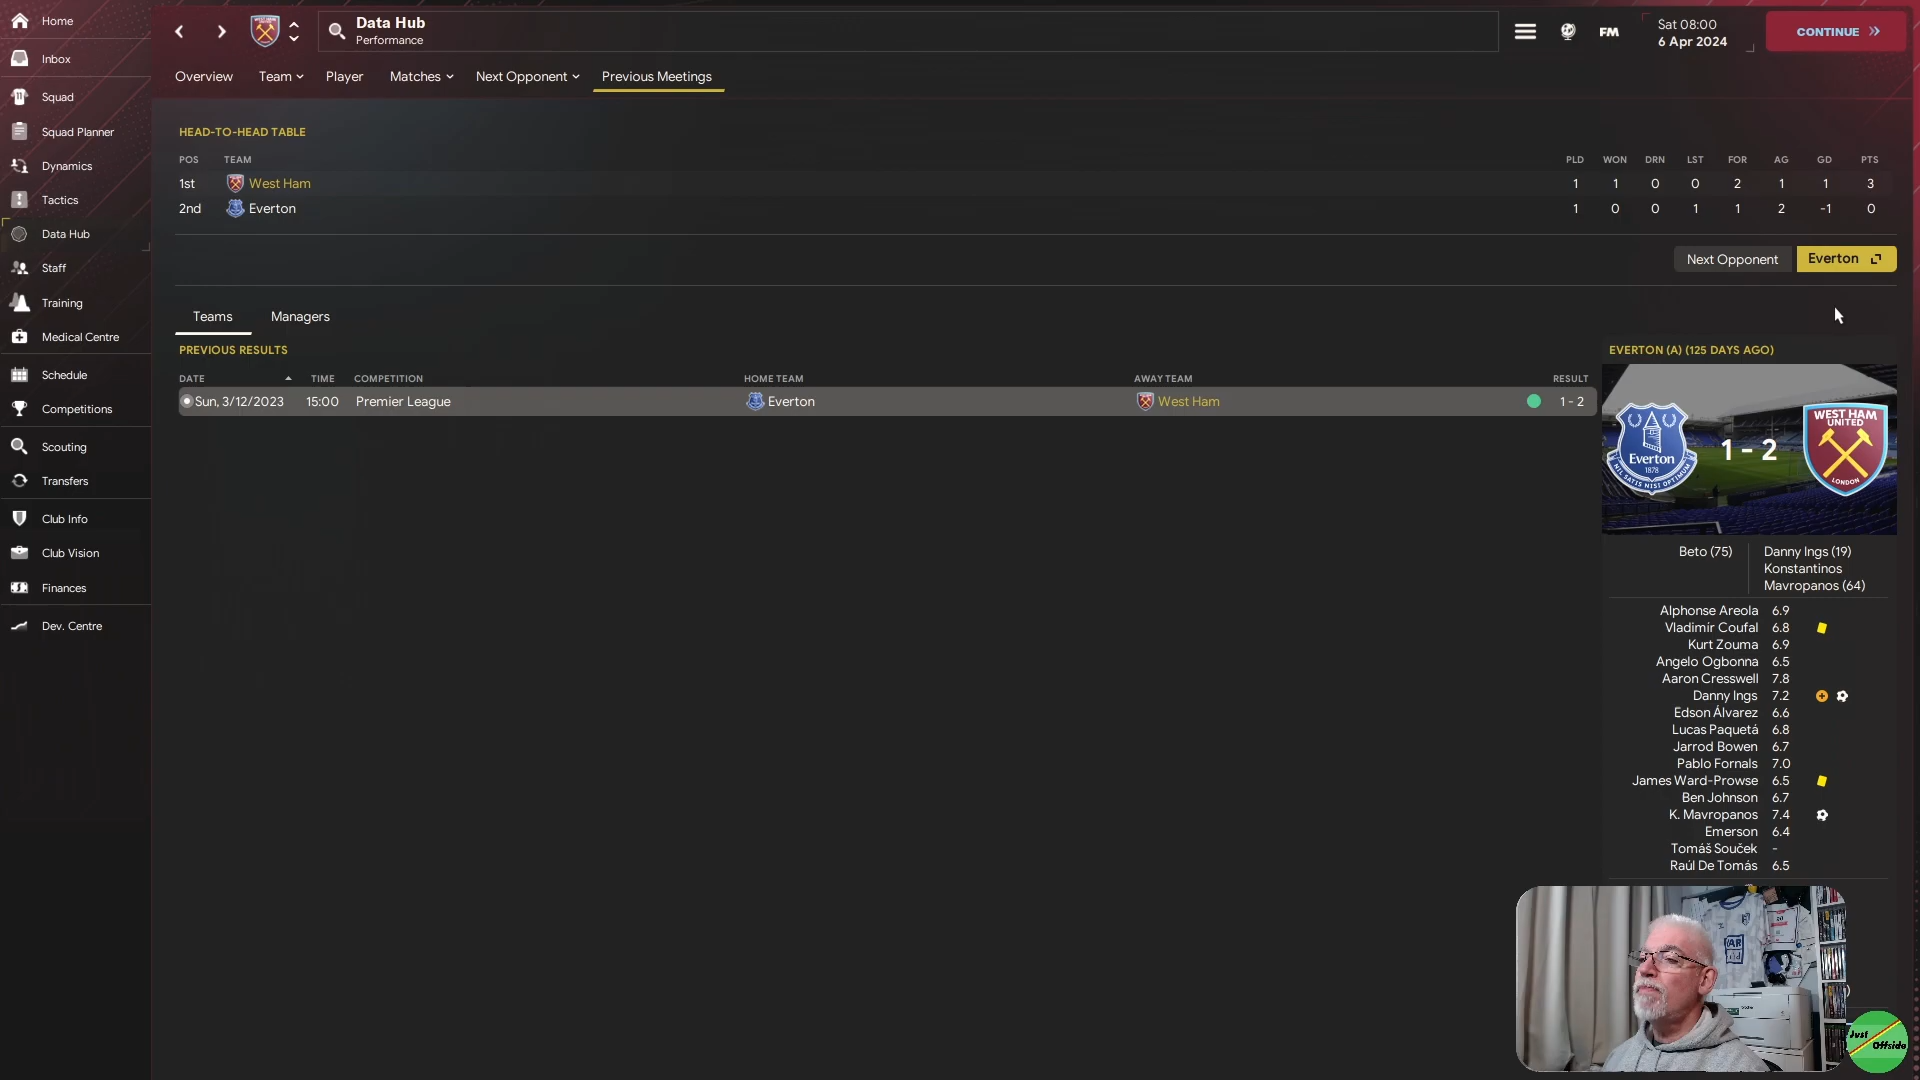 Home
Inbox
Squad
Squad Planner
Dynamics
Tactics
Data Hub
Staff
Training
Medical Centre
Schedule
Competitions
Scouting
Transfers
Club Info
Club Vision
Finances
Dev. Centre
Data Hub
Performance
FM
Sat 08:00
6 Apr 2024
CONTINUE
Overview Team Player Matches Next Opponent Previous Meetings
HEAD-TO-HEAD TABLE
POS TEAM PLD WON DRN LST FOR AG GD PTS
1st West Ham 1 1 0 0 2 1 1 3
2nd Everton 1 0 0 1 1 2 -1 0
Next Opponent Everton
Teams Managers
PREVIOUS RESULTS
DATE TIME COMPETITION HOME TEAM AWAY TEAM RESULT
Sun, 3/12/2023 15:00 Premier League Everton West Ham 1 - 2
EVERTON (A) (125 DAYS AGO)
Everton
1878
NIL SATIS NISI OPTIMUM
1 - 2
WEST HAM
UNITED
LONDON
Beto (75)
Danny Ings (19)
Konstantinos
Mavropanos (64)
Alphonse Areola 6.9
Vladimír Coufal 6.8
Kurt Zouma 6.9
Angelo Ogbonna 6.5
Aaron Cresswell 7.8
Danny Ings 7.2
Edson Álvarez 6.6
Lucas Paquetá 6.8
Jarrod Bowen 6.7
Pablo Fornals 7.0
James Ward-Prowse 6.5
Ben Johnson 6.7
K. Mavropanos 7.4
Emerson 6.4
Tomáš Souček -
Raúl De Tomás 6.5
Just
Offside